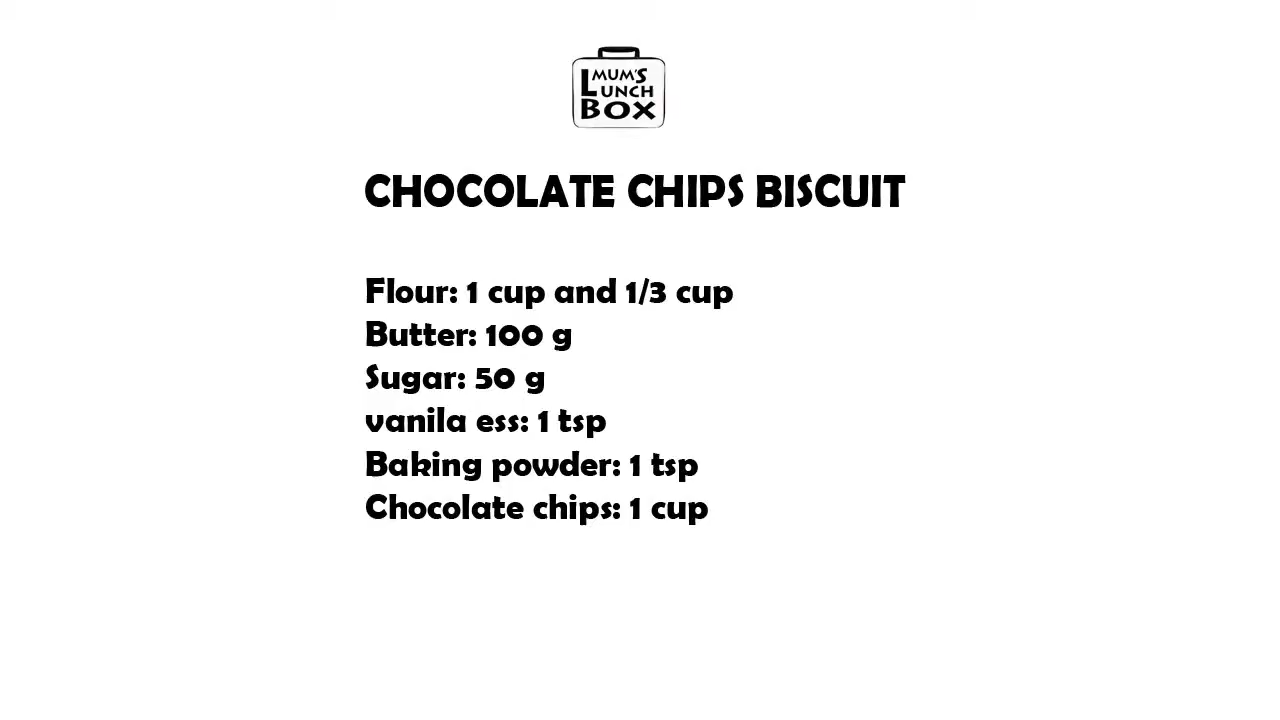 MUM'S
LUNCH
BOX
CHOCOLATE CHIPS BISCUIT
Flour: 1 cup and 1/3 cup
Butter: 100 g
Sugar: 50 g
vanila ess: 1 tsp
Baking powder: 1 tsp
Chocolate chips: 1 cup